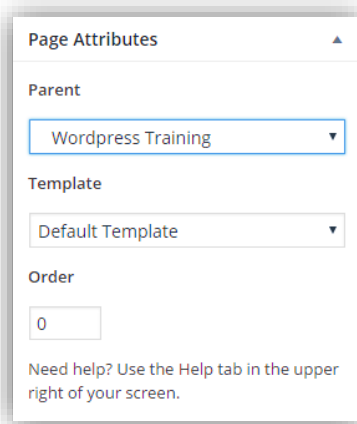 Page Attributes
Parent
Wordpress Training
Template
Default Template
Order
0
Need help? Use the Help tab in the upper
right of your screen.